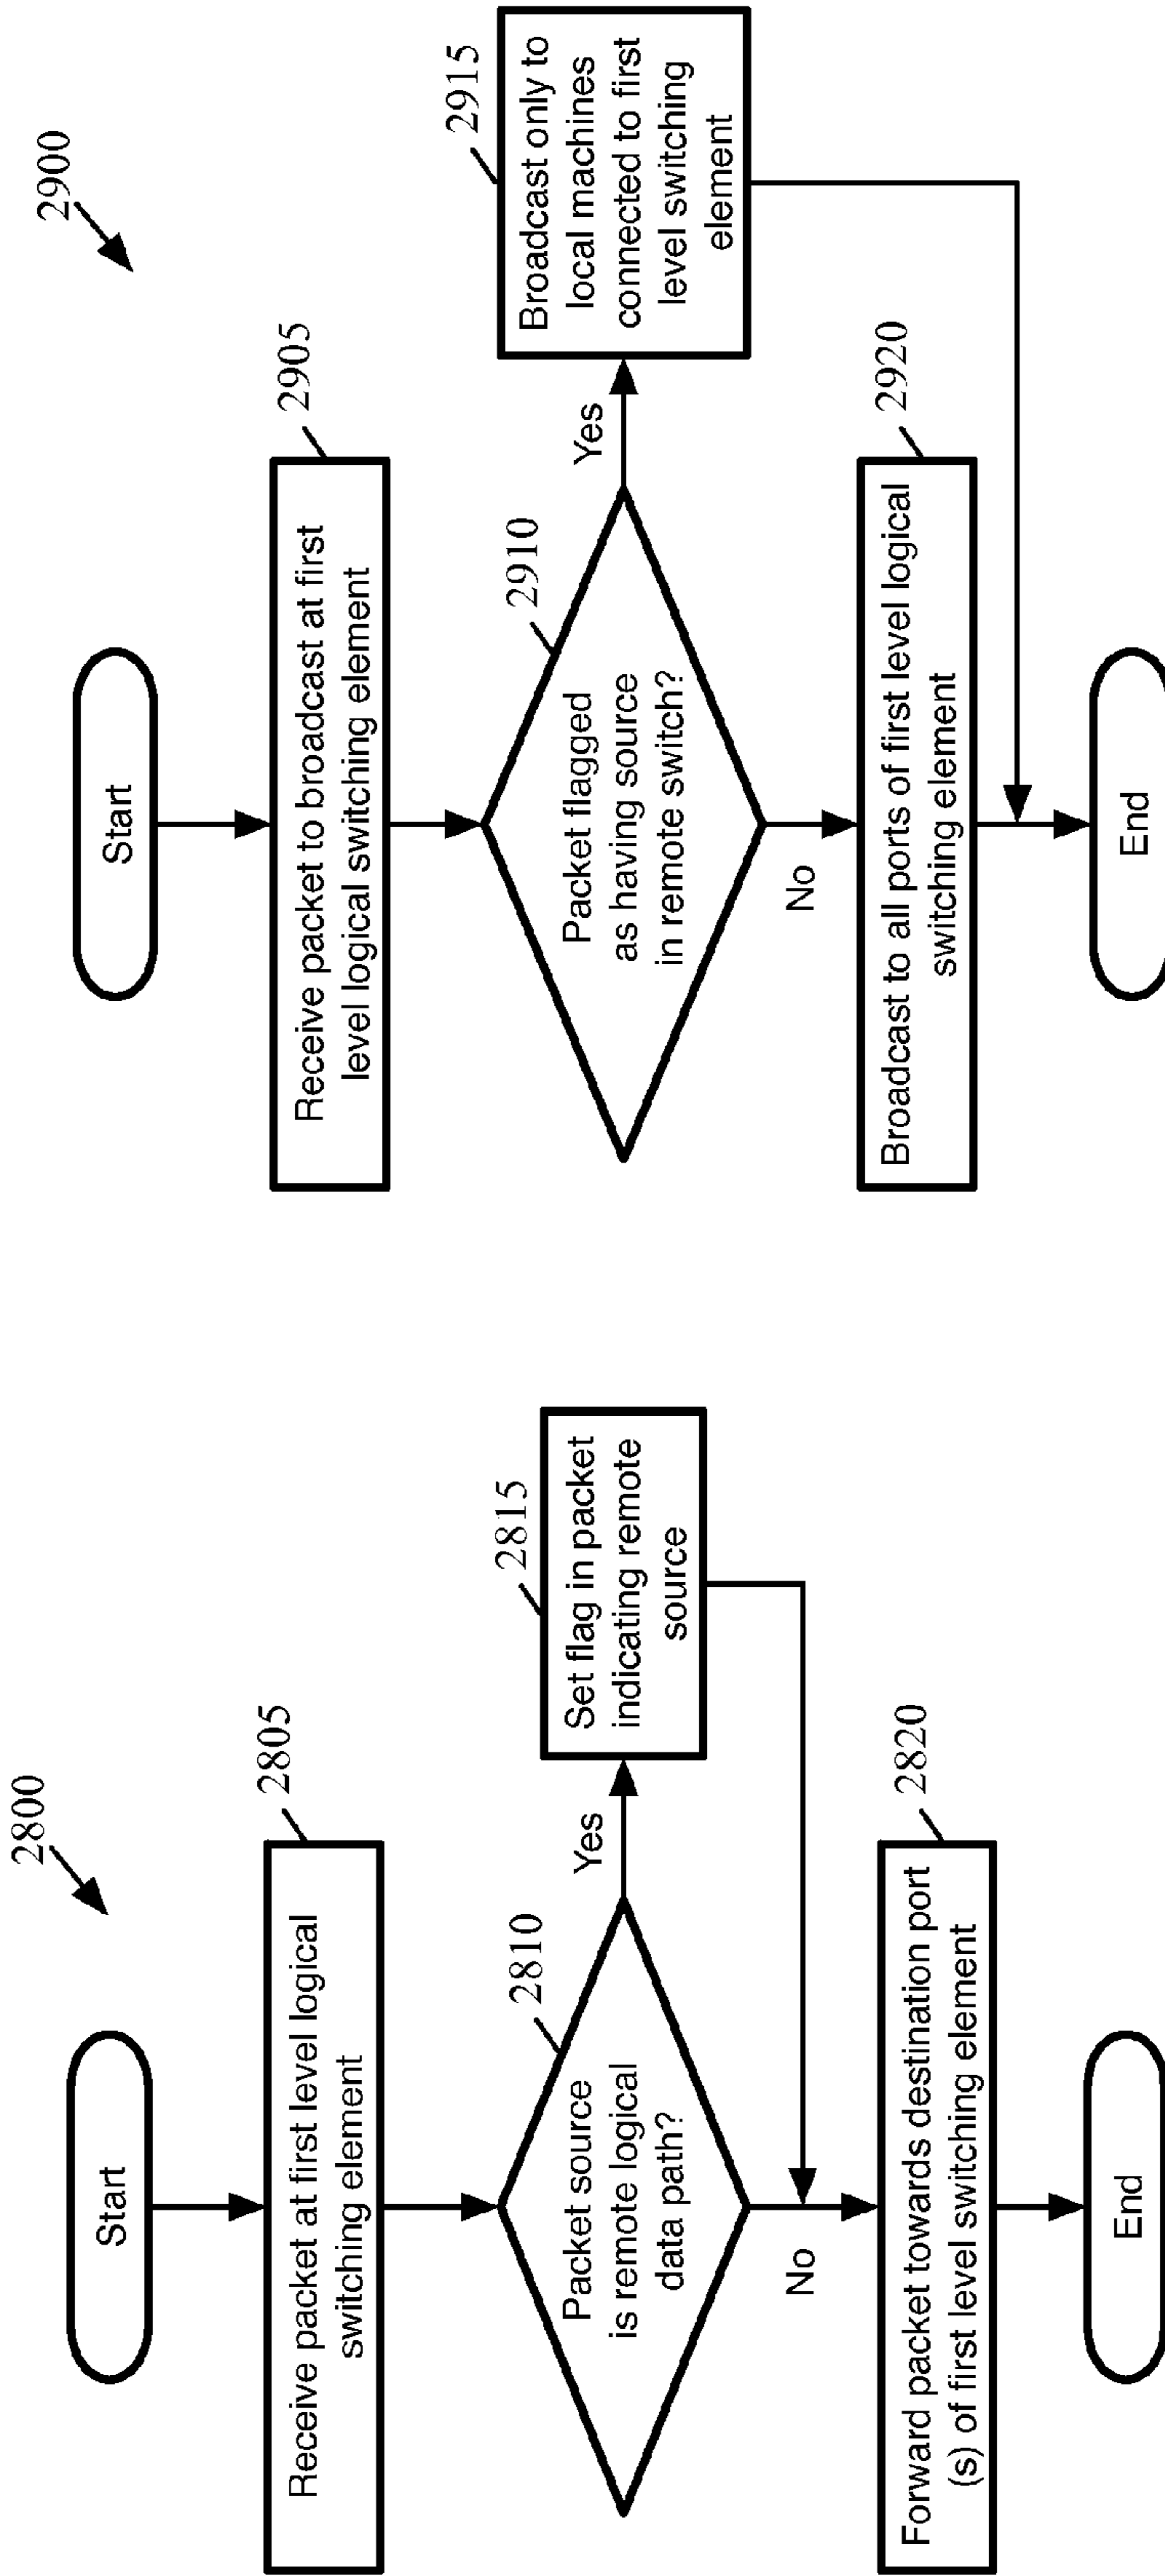 2800
Start
2805
Receive packet at first level logical
switching element
2810
Packet source
is remote logical
data path?
Yes
2815
Set flag in packet
indicating remote
source
No
2820
Forward packet towards destination port
(s) of first level switching element
End
2900
Start
2905
Receive packet to broadcast at first
level logical switching element
2910
Packet flagged
as having source
in remote switch?
Yes
2915
Broadcast only to
local machines
connected to first
level switching
element
No
2920
Broadcast to all ports of first level logical
switching element
End